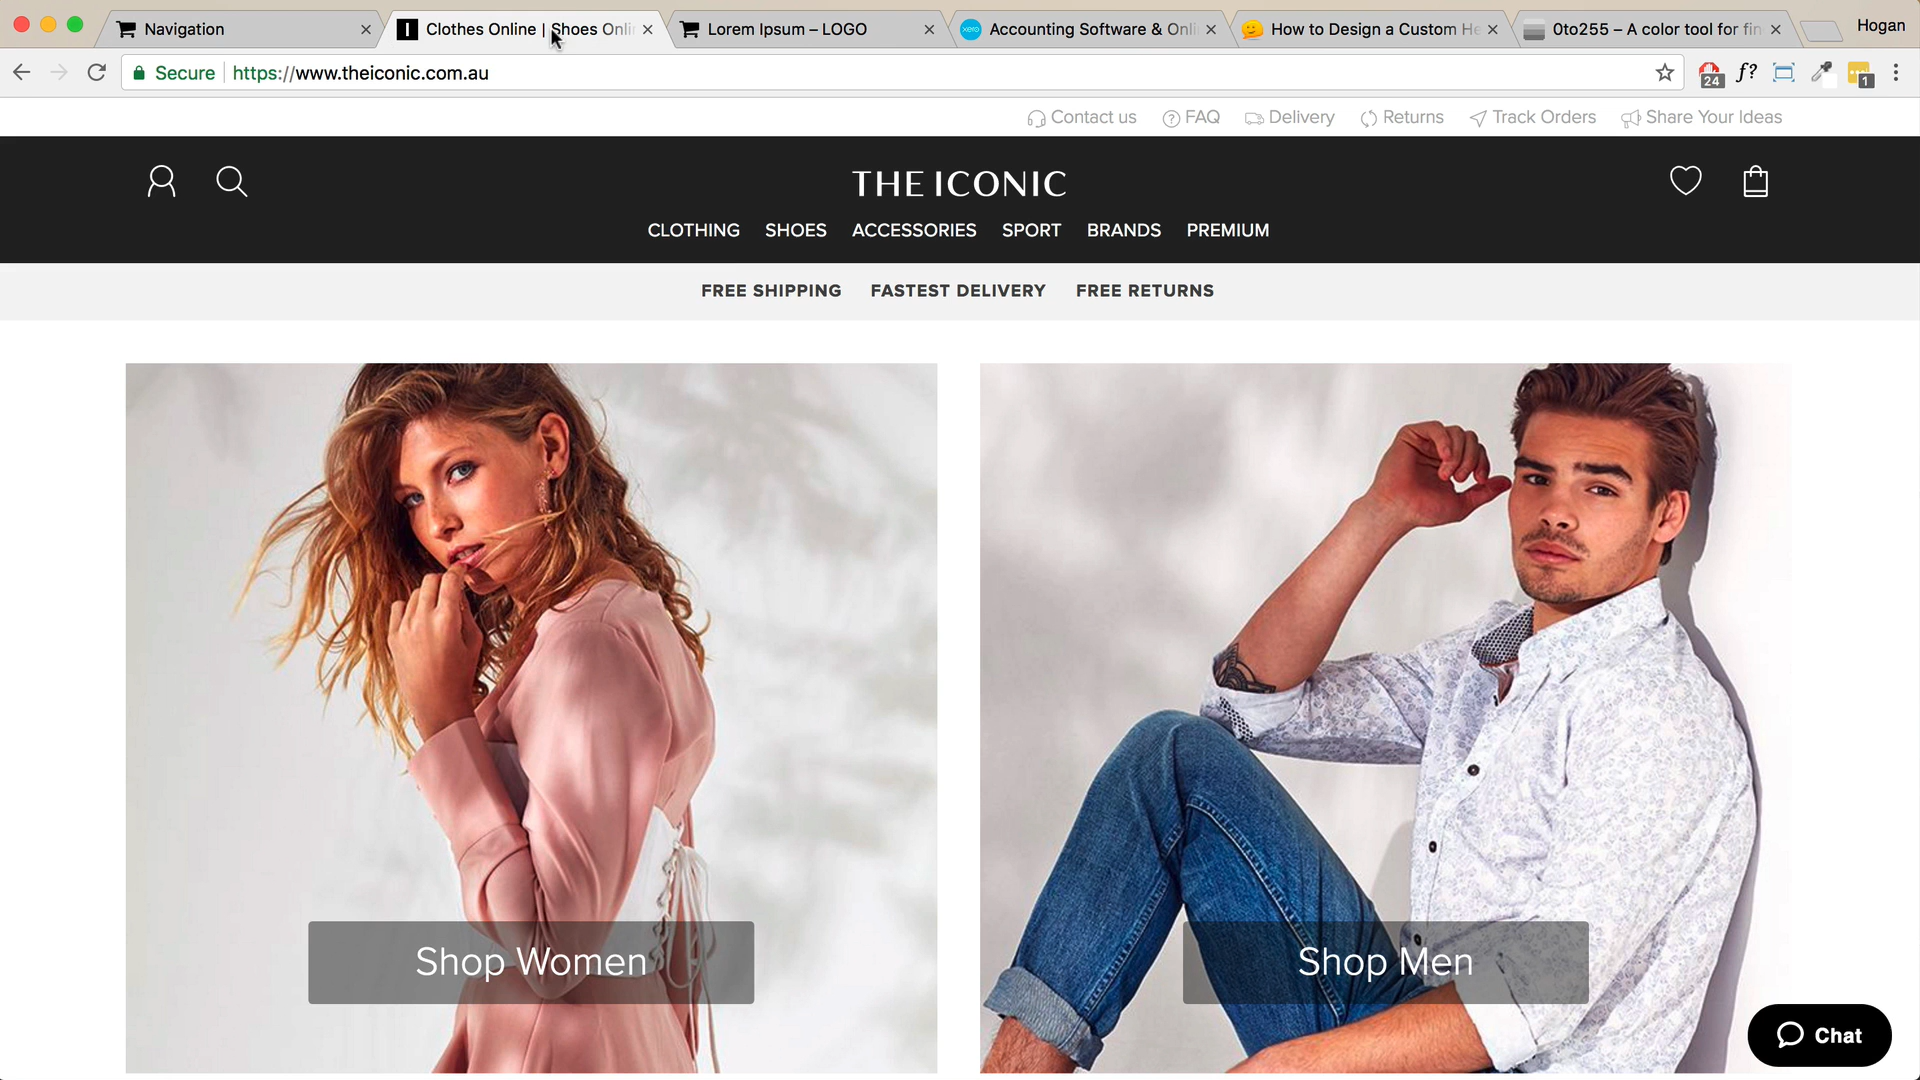 Navigation
Clothes Online | Shoes Onli
Lorem Ipsum – LOGO
xero
Accounting Software & Onli
How to Design a Custom He
0to255 – A color tool for fin
Hogan
Secure
https://www.theiconic.com.au
24
f?
1
Contact us
FAQ
Delivery
Returns
Track Orders
Share Your Ideas
THE ICONIC
CLOTHING SHOES ACCESSORIES SPORT BRANDS PREMIUM
FREE SHIPPING FASTEST DELIVERY FREE RETURNS
Shop Women
Shop Men
Chat